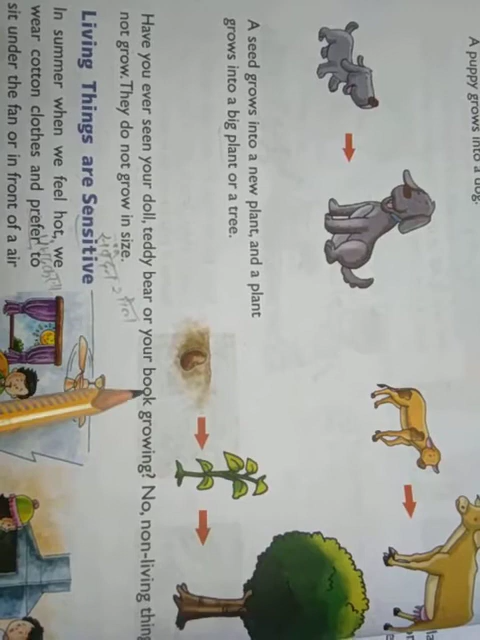 A puppy grows into a dog.
A seed grows into a new plant, and a plant
grows into a big plant or a tree.
Have you ever seen your doll, teddy bear or your book growing? No, non-living thing
not grow. They do not grow in size.
Living Things are Sensitive
In summer when we feel hot, we
wear cotton clothes and prefer to
sit under the fan or in front of a air